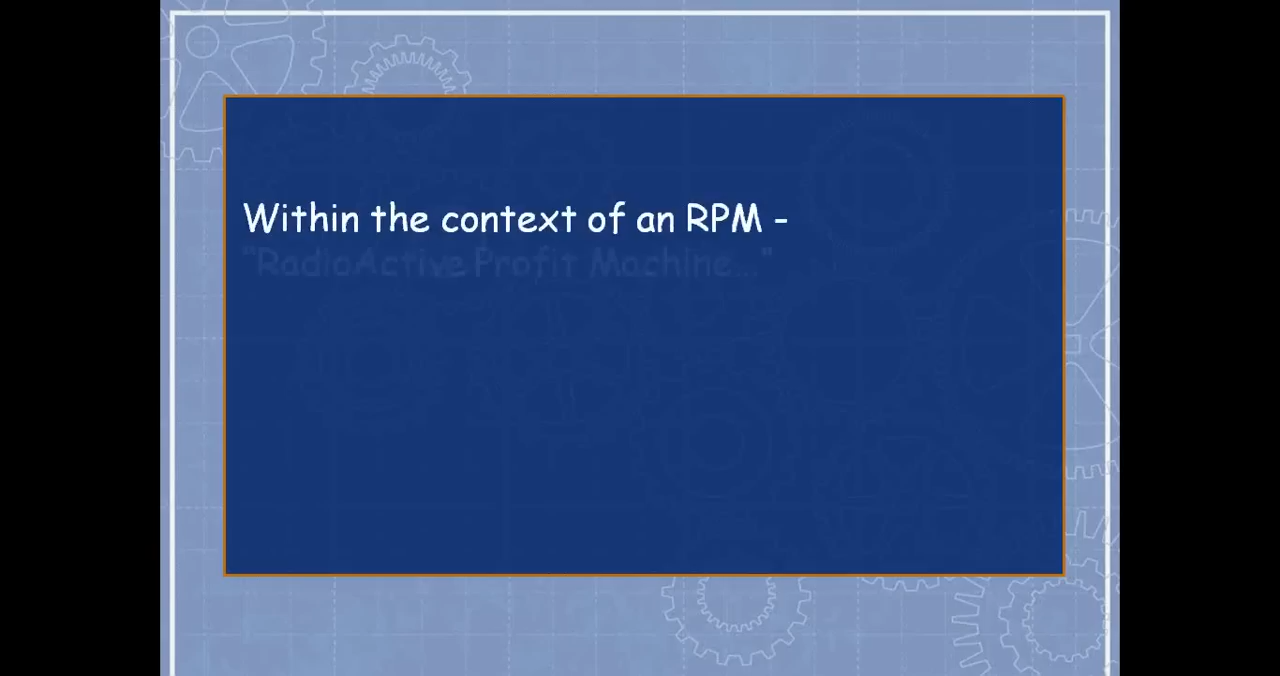 Within the context of an RPM -
"RadioActive Profit Machine..."